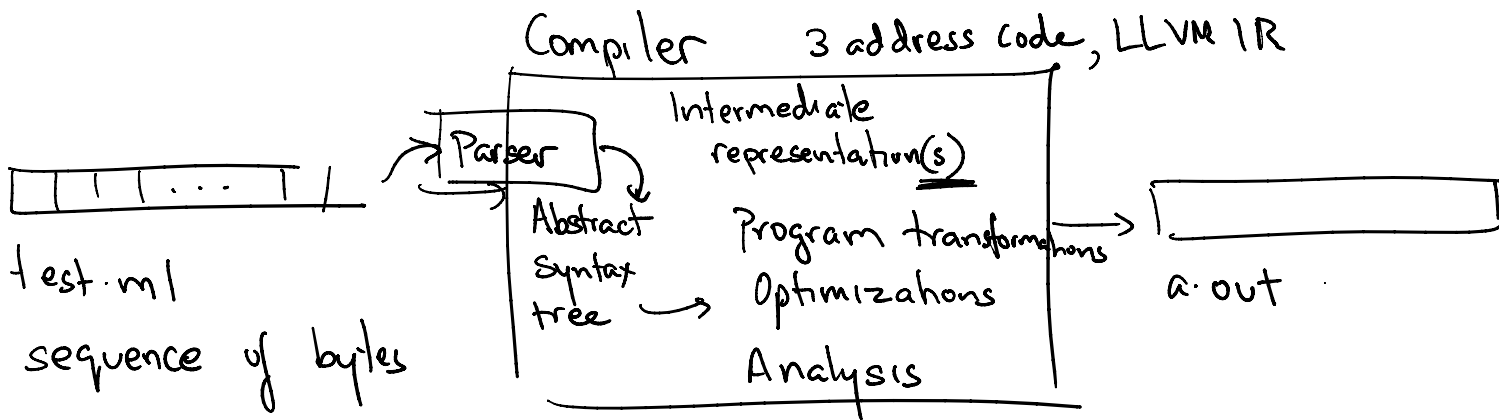 Compiler 3 address code, LLVM IR
Intermediate
representation(s)
Parser
. . .
Abstract
syntax
tree
Program transformations
Optimizations
Analysis
test.ml
sequence of bytes
a.out